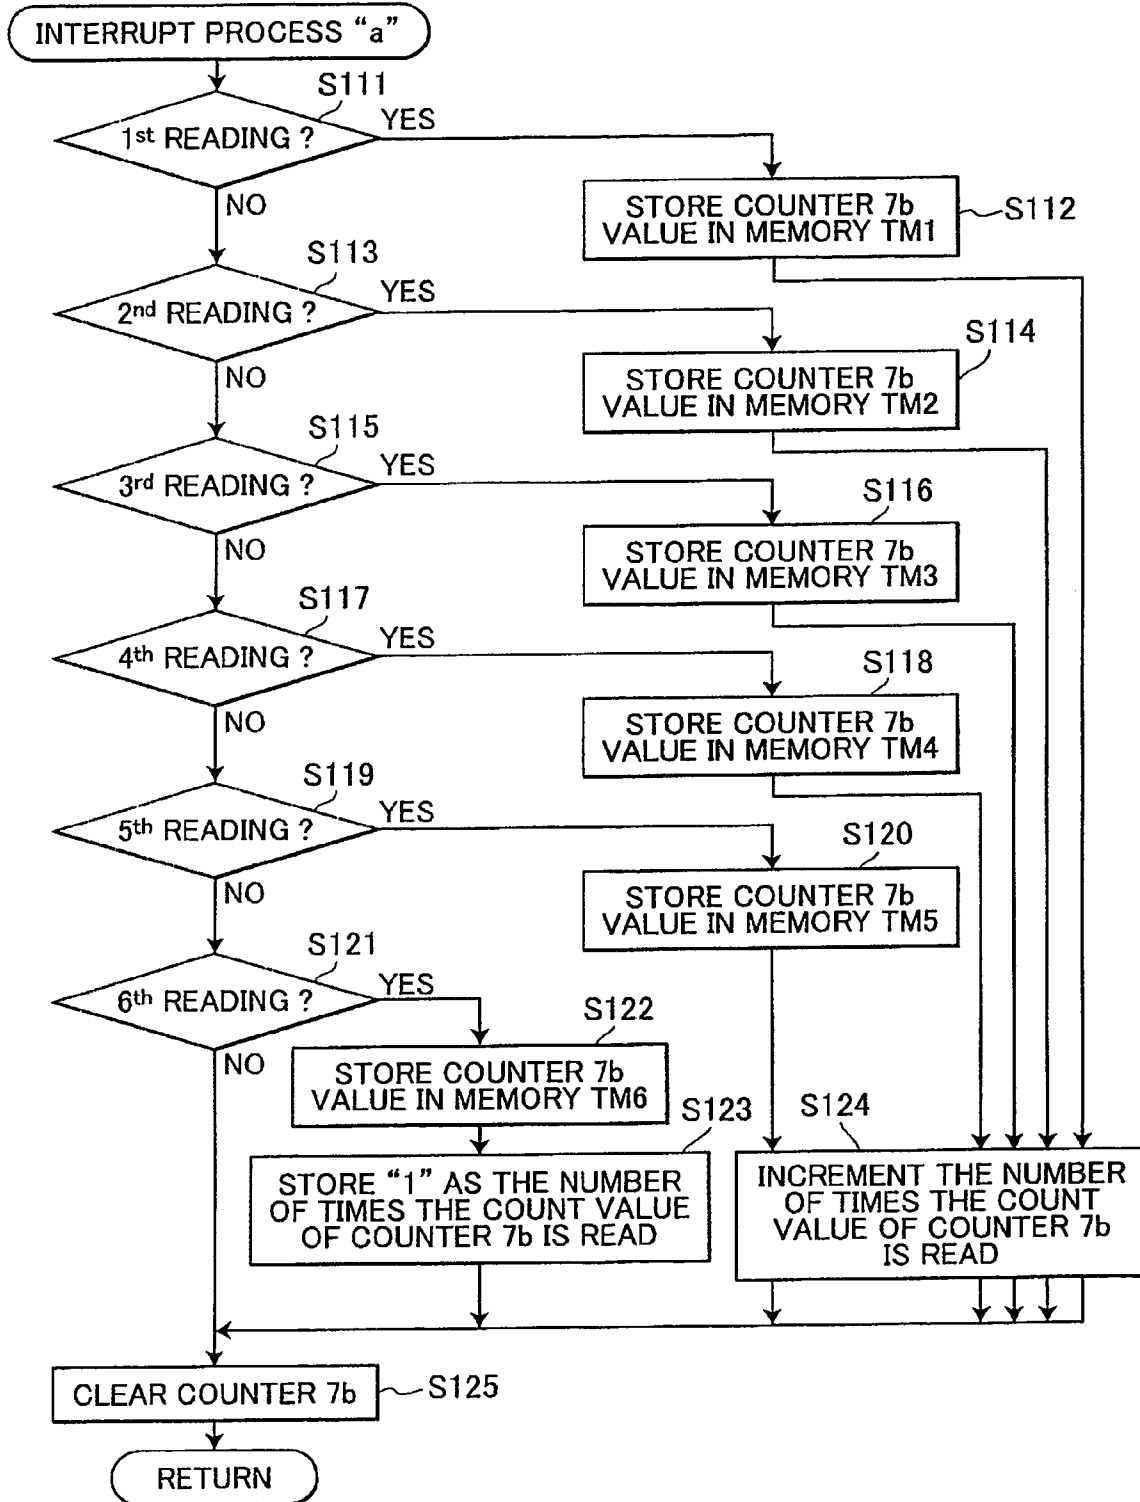 INTERRUPT PROCESS “a”
S111
1st READING ?
YES
NO
STORE COUNTER 7b
VALUE IN MEMORY TM1
S112
S113
2nd READING ?
YES
NO
S114
STORE COUNTER 7b
VALUE IN MEMORY TM2
S115
3rd READING ?
YES
NO
S116
STORE COUNTER 7b
VALUE IN MEMORY TM3
S117
4th READING ?
YES
NO
S118
STORE COUNTER 7b
VALUE IN MEMORY TM4
S119
5th READING ?
YES
NO
S120
STORE COUNTER 7b
VALUE IN MEMORY TM5
S121
6th READING ?
YES
NO
S122
STORE COUNTER 7b
VALUE IN MEMORY TM6
S123
STORE “1” AS THE NUMBER
OF TIMES THE COUNT VALUE
OF COUNTER 7b IS READ
S124
INCREMENT THE NUMBER
OF TIMES THE COUNT
VALUE OF COUNTER 7b
IS READ
CLEAR COUNTER 7b
S125
RETURN